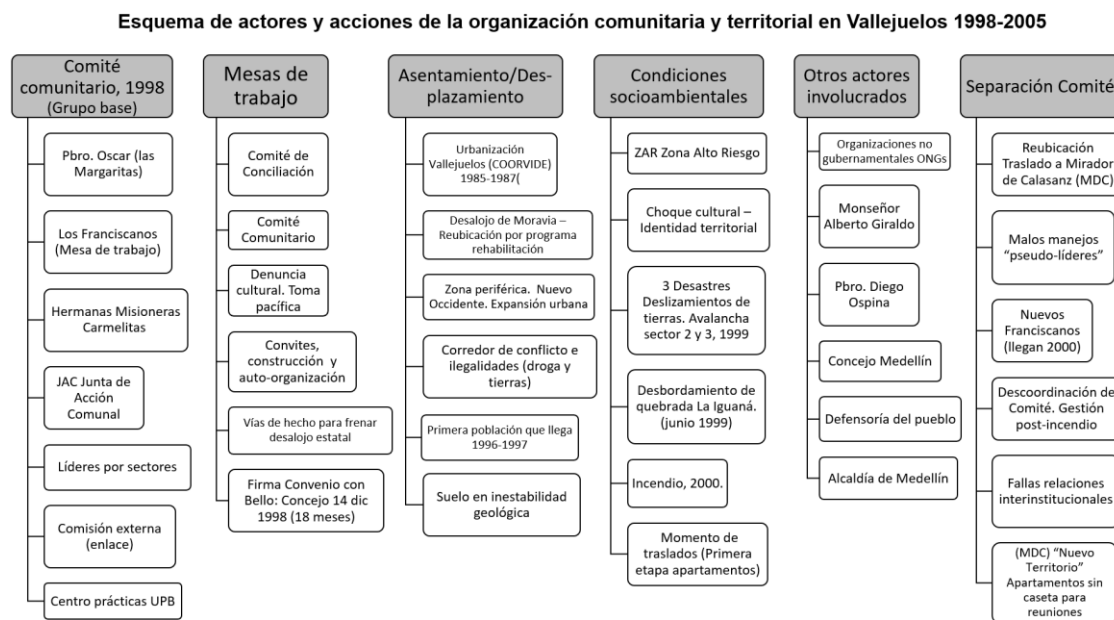 Esquema de actores y acciones de la organización comunitaria y territorial en Vallejuelos 1998-2005
Comité
comunitario, 1998
(Grupo base)
Pbro. Oscar (las
Margaritas)
Los Franciscanos
(Mesa de trabajo)
Hermanas Misioneras
Carmelitas
JAC Junta de
Acción
Comunal
Líderes por sectores
Comisión externa
(enlace)
Centro prácticas UPB
Mesas de
trabajo
Comité de
Conciliación
Comité
Comunitario
Denuncia
cultural. Toma
pacífica
Convites,
construcción y
auto-organización
Vías de hecho para frenar
desalojo estatal
Firma Convenio con
Bello: Concejo 14 dic
1998 (18 meses)
Asentamiento/Des-
plazamiento
Urbanización
Vallejuelos (COORVIDE)
1985-1987(
Desalojo de Moravia –
Reubicación por programa
rehabilitación
Zona periférica. Nuevo
Occidente. Expansión urbana
Corredor de conflicto e
ilegalidades (droga y
tierras)
Primera población que llega
1996-1997
Suelo en inestabilidad
geológica
Condiciones
socioambientales
ZAR Zona Alto Riesgo
Choque cultural –
Identidad territorial
3 Desastres
Deslizamientos de
tierras. Avalancha
sector 2 y 3, 1999
Desbordamiento de
quebrada La Iguaná.
(junio 1999)
Incendio, 2000.
Momento de
traslados (Primera
etapa apartamentos)
Otros actores
involucrados
Organizaciones no
gubernamentales ONGs
Monseñor
Alberto Giraldo
Pbro. Diego
Ospina
Concejo Medellín
Defensoría del pueblo
Alcaldía de Medellín
Separación Comité
Reubicación
Traslado a Mirador
de Calasanz (MDC)
Malos manejos
“pseudo-líderes”
Nuevos
Franciscanos
(llegan 2000)
Descoordinación de
Comité. Gestión
post-incendio
Fallas relaciones
interinstitucionales
(MDC) “Nuevo
Territorio”
Apartamentos sin
caseta para
reuniones